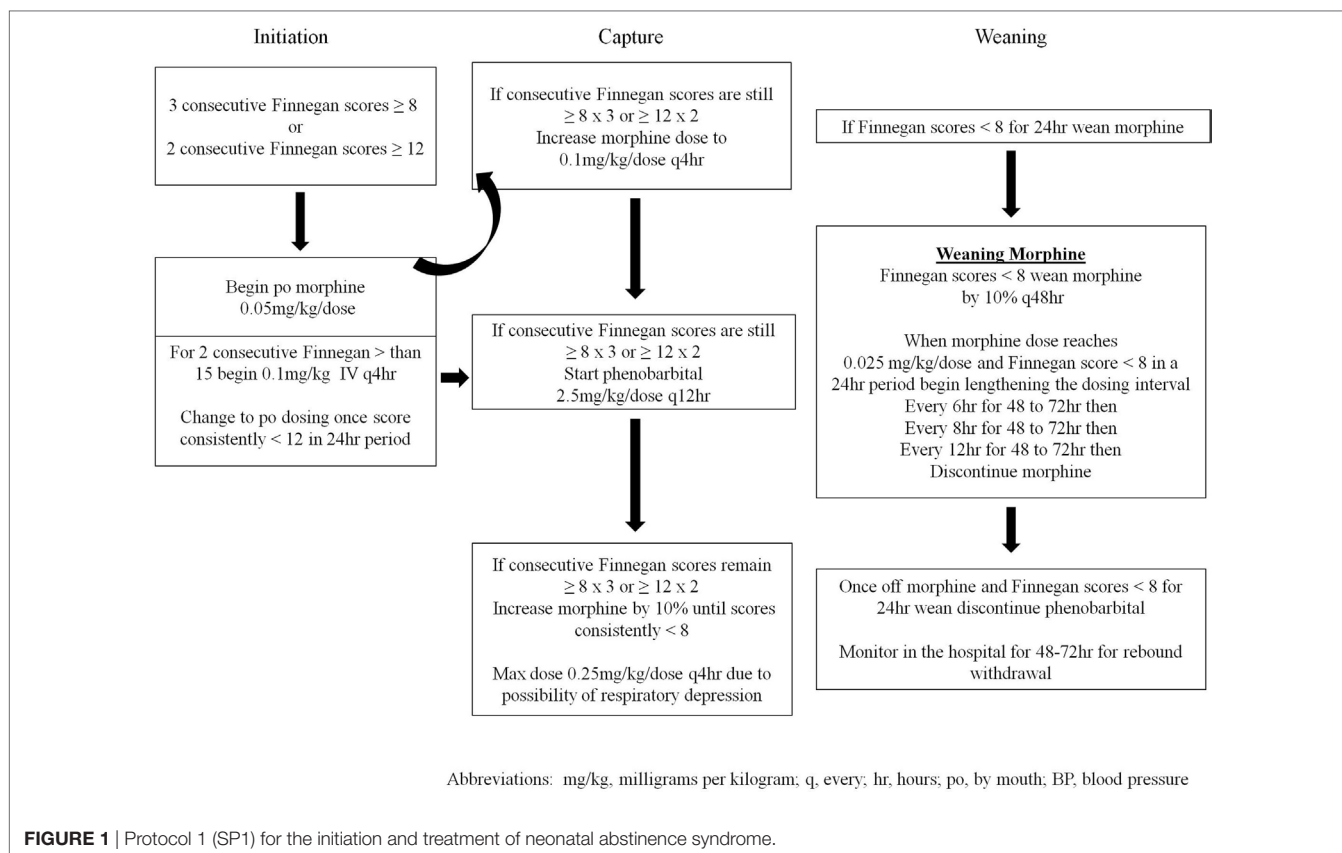 Initiation
3 consecutive Finnegan scores ≥ 8
or
2 consecutive Finnegan scores ≥ 12
Begin po morphine
0.05mg/kg/dose
For 2 consecutive Finnegan > than
15 begin 0.1mg/kg IV q4hr
Change to po dosing once score
consistently < 12 in 24hr period
Capture
If consecutive Finnegan scores are still
≥ 8 x 3 or ≥ 12 x 2
Increase morphine dose to
0.1mg/kg/dose q4hr
If consecutive Finnegan scores are still
≥ 8 x 3 or ≥ 12 x 2
Start phenobarbital
2.5mg/kg/dose q12hr
If consecutive Finnegan scores remain
≥ 8 x 3 or ≥ 12 x 2
Increase morphine by 10% until scores
consistently < 8
Max dose 0.25mg/kg/dose q4hr due to
possibility of respiratory depression
Weaning
If Finnegan scores < 8 for 24hr wean morphine
Weaning Morphine
Finnegan scores < 8 wean morphine
by 10% q48hr
When morphine dose reaches
0.025 mg/kg/dose and Finnegan score < 8 in a
24hr period begin lengthening the dosing interval
Every 6hr for 48 to 72hr then
Every 8hr for 48 to 72hr then
Every 12hr for 48 to 72hr then
Discontinue morphine
Once off morphine and Finnegan scores < 8 for
24hr wean discontinue phenobarbital
Monitor in the hospital for 48-72hr for rebound
withdrawal
Abbreviations: mg/kg, milligrams per kilogram; q, every; hr, hours; po, by mouth; BP, blood pressure
FIGURE 1 | Protocol 1 (SP1) for the initiation and treatment of neonatal abstinence syndrome.